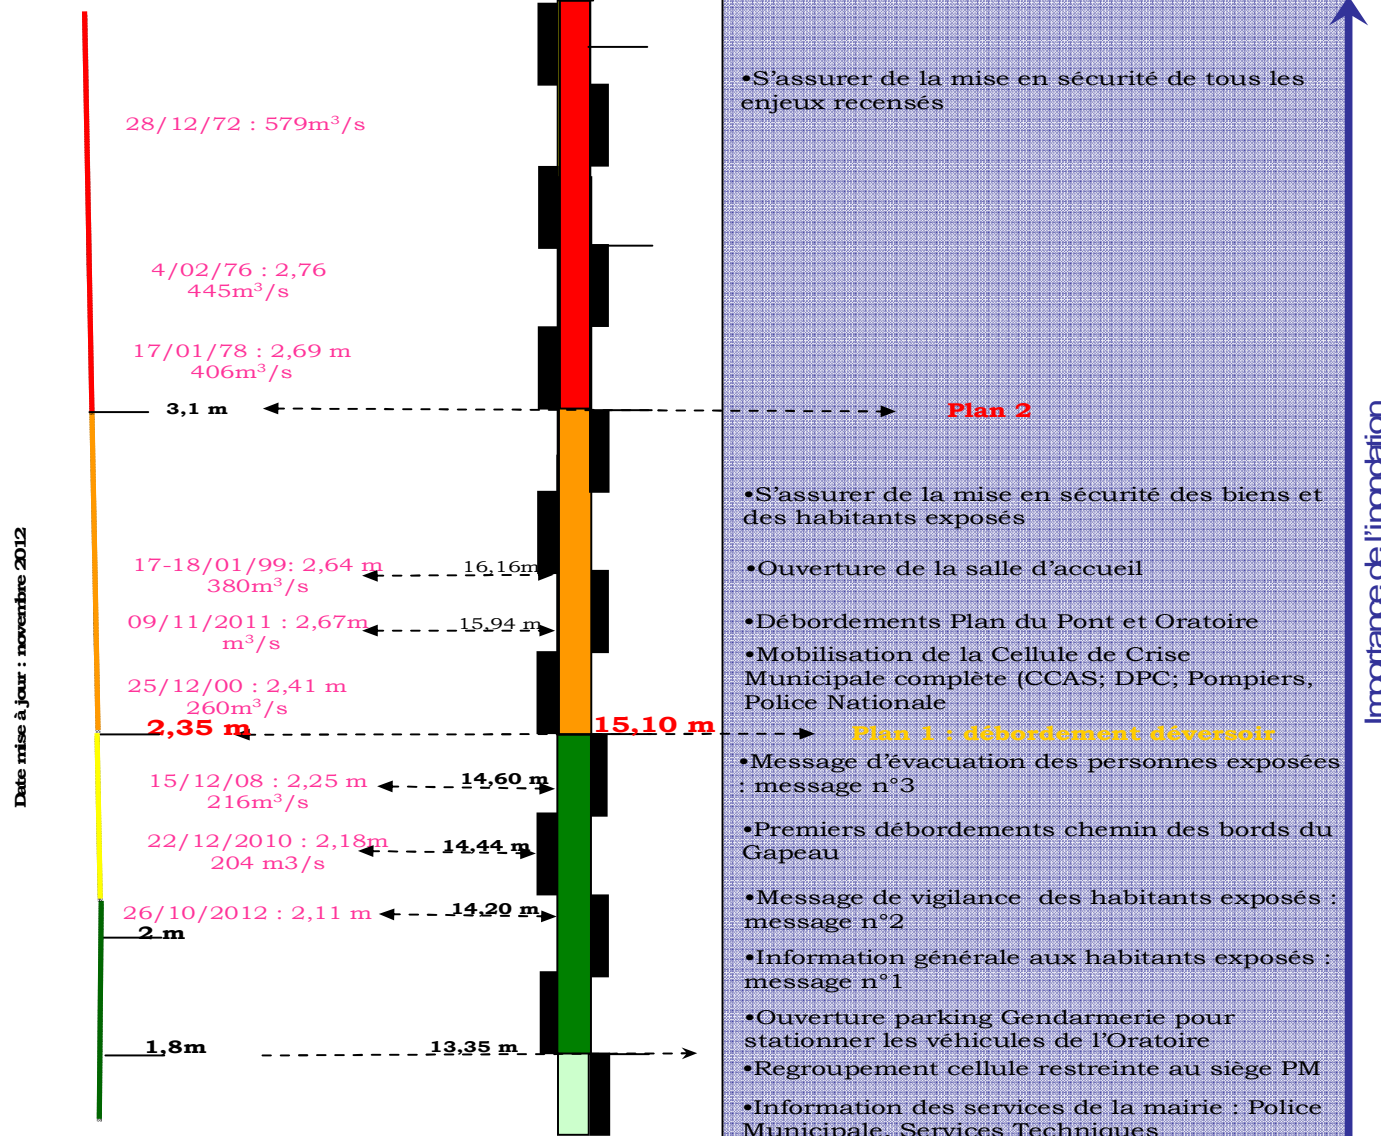 Date mise à jour : novembre 2012
28/12/72 : 579m³/s
4/02/76 : 2,76
445m³/s
17/01/78 : 2,69 m
406m³/s
3,1 m
17-18/01/99: 2,64 m
380m³/s
16,16m
09/11/2011 : 2,67m
m³/s
15,94 m
25/12/00 : 2,41 m
260m³/s
2,35 m
15,10 m
15/12/08 : 2,25 m
216m³/s
14,60 m
22/12/2010 : 2,18m
204 m3/s
14,44 m
26/10/2012 : 2,11 m
14,20 m
2 m
1,8m
13,35 m
•S'assurer de la mise en sécurité de tous les
enjeux recensés
Plan 2
•S'assurer de la mise en sécurité des biens et
des habitants exposés
•Ouverture de la salle d'accueil
•Débordements Plan du Pont et Oratoire
•Mobilisation de la Cellule de Crise
Municipale complète (CCAS; DPC; Pompiers,
Police Nationale
Plan 1 : débordement déversoir
•Message d'évacuation des personnes exposées
: message n°3
•Premiers débordements chemin des bords du
Gapeau
•Message de vigilance  des habitants exposés :
message n°2
•Information générale aux habitants exposés :
message n°1
•Ouverture parking Gendarmerie pour
stationner les véhicules de l'Oratoire
•Regroupement cellule restreinte au siège PM
•Information des services de la mairie : Police
Municipale, Services Techniques
Importance de l'inondation